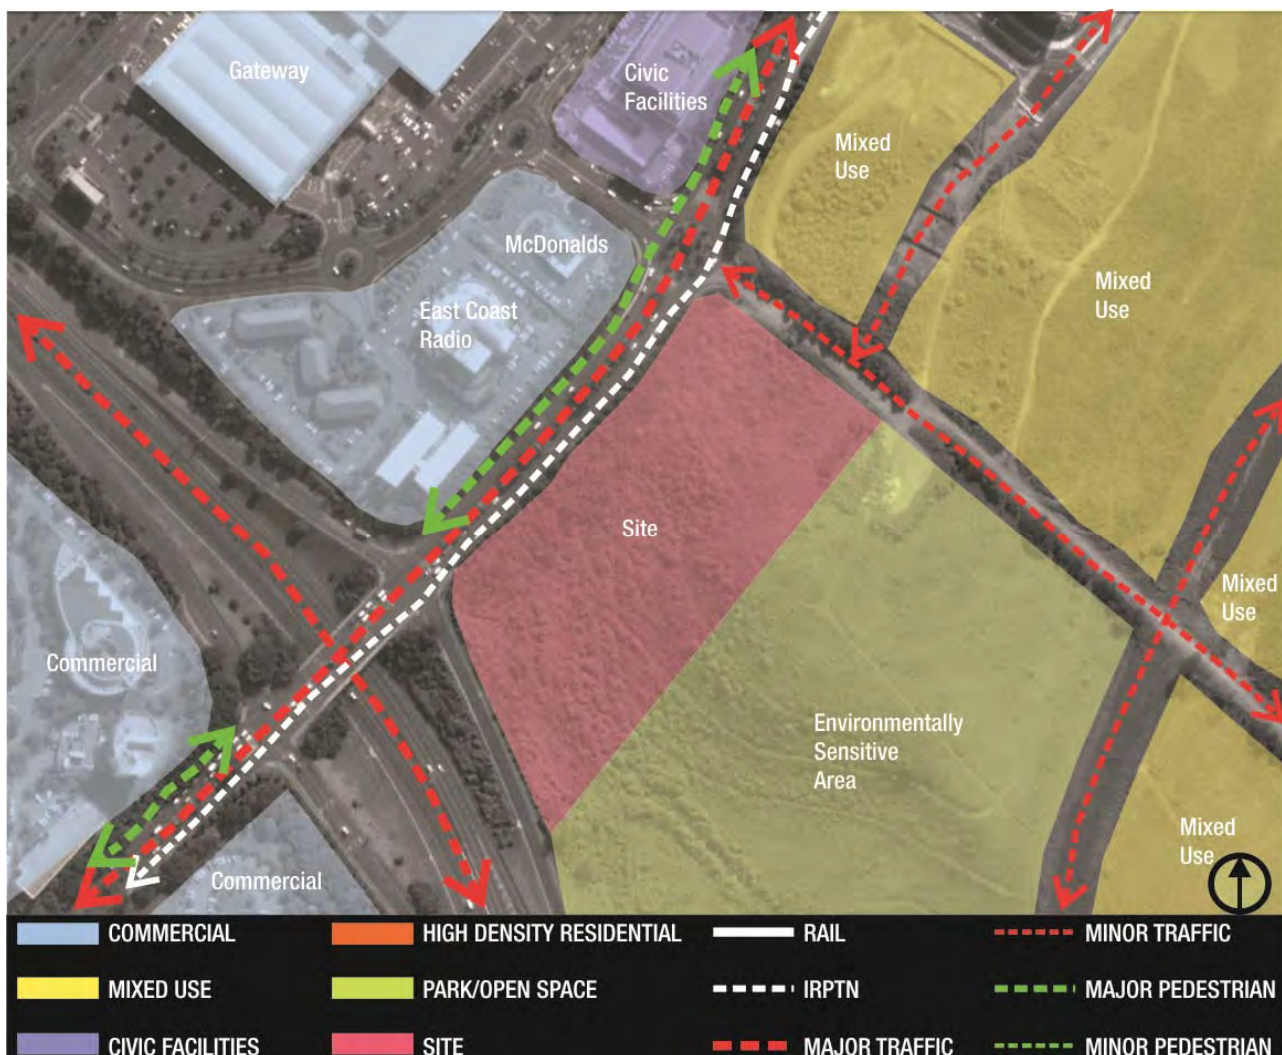 Gateway
Civic
Facilities
Mixed
Use
McDonalds
East Coast
Radio
Mixed
Use
Site
Mixed
Use
Commercial
Environmentally
Sensitive
Area
Mixed
Use
Commercial
COMMERCIAL
HIGH DENSITY RESIDENTIAL
RAIL
MINOR TRAFFIC
MIXED USE
PARK/OPEN SPACE
IRPTN
MAJOR PEDESTRIAN
CIVIC FACILITIES
SITE
MAJOR TRAFFIC
MINOR PEDESTRIAN